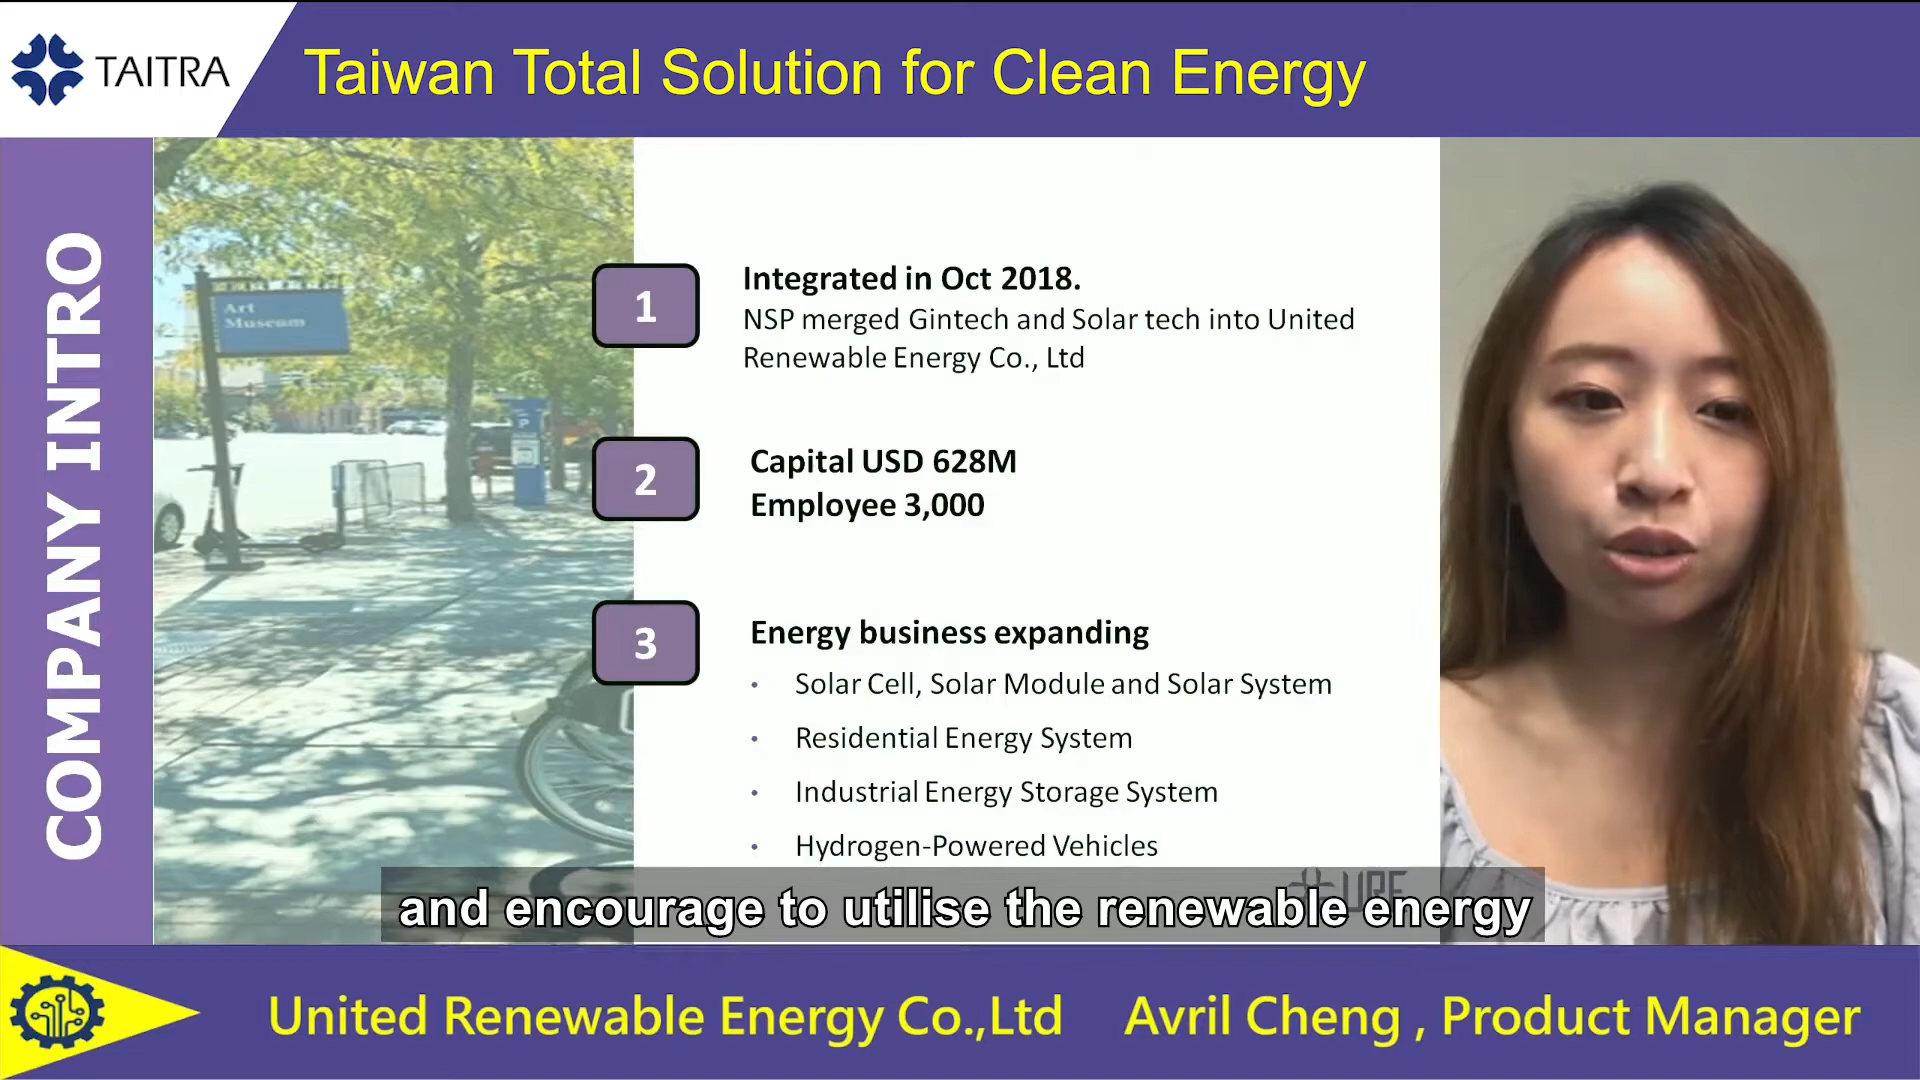 TAITRA
Taiwan Total Solution for Clean Energy
COMPANY INTRO
Art
Museum
P
1
Integrated in Oct 2018.
NSP merged Gintech and Solar tech into United
Renewable Energy Co., Ltd
2
Capital USD 628M
Employee 3,000
3
Energy business expanding
• Solar Cell, Solar Module and Solar System
• Residential Energy System
• Industrial Energy Storage System
• Hydrogen-Powered Vehicles
URE
and encourage to utilise the renewable energy
United Renewable Energy Co.,Ltd Avril Cheng , Product Manager